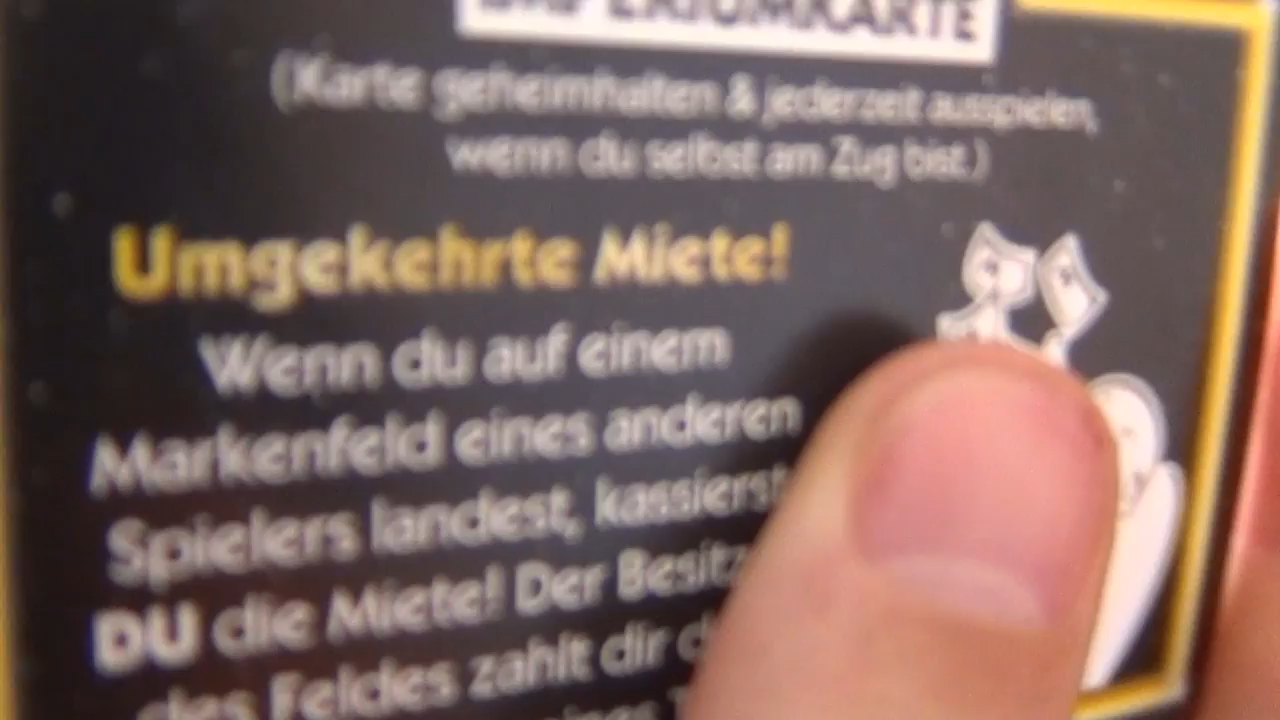 IMPERIUMKARTE
(Karte geheimhalten & jederzeit ausspielen,
wenn du selbst am Zug bist.)
Umgekehrte Miete!
Wenn du auf einem
Markenfeld eines anderen
Spielers landest, kassierst
DU die Miete! Der Besitz
des Feldes zahlt dir d